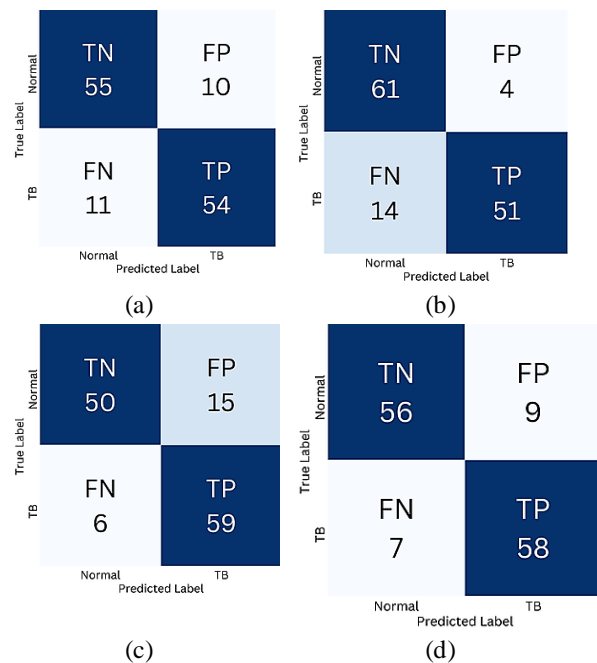 TN FP
55 10
FN TP
11 54
Normal
TB
True Label
Normal TB
Predicted Label
(a)
TN FP
61 4
FN TP
14 51
Normal
TB
True Label
Normal TB
Predicted Label
(b)
TN FP
50 15
FN TP
6 59
Normal
TB
True Label
Normal TB
Predicted Label
(c)
TN FP
56 9
FN TP
7 58
Normal
TB
True Label
Normal TB
Predicted Label
(d)